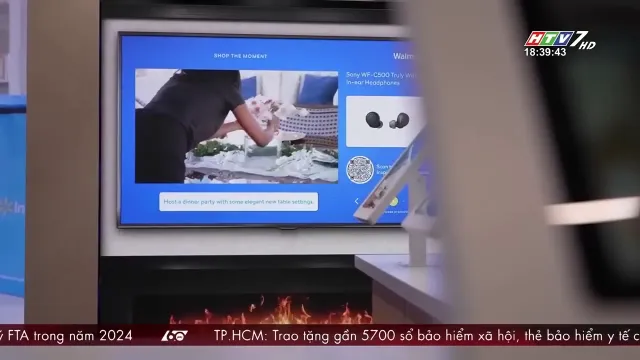 HTV7 HD
18:39:43
SHOP THE MOMENT
Walm
Sony WF-C500 Truly
In-ear Headphones
Host a dinner party with some elegant new table settings.
In
ý FTA trong năm 2024
60
TP.HCM: Trao tặng gần 5700 sổ bảo hiểm xã hội, thẻ bảo hiểm y tế c